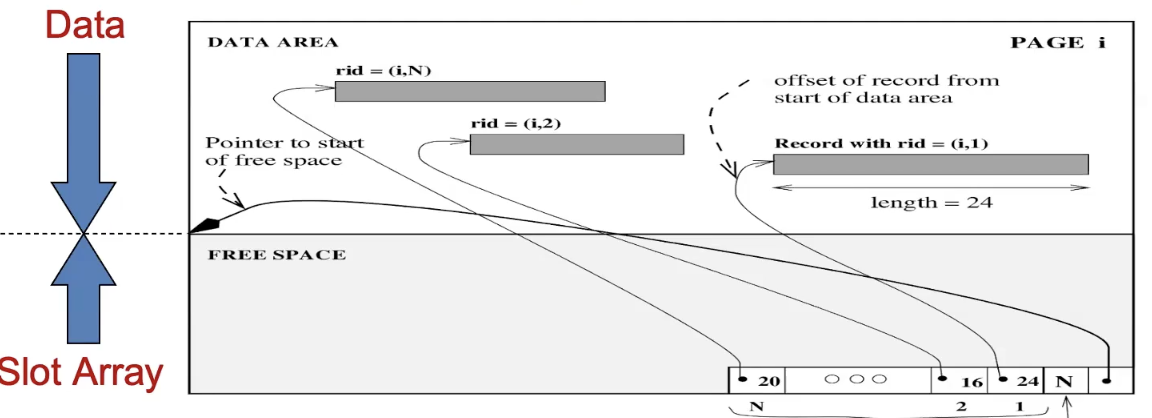 Data
DATA AREA
PAGE i
rid = (i,N)
offset of record from
start of data area
rid = (i,2)
Pointer to start
of free space
Record with rid = (i,1)
length = 24
FREE SPACE
Slot Array
20
16
24
N
N
2
1